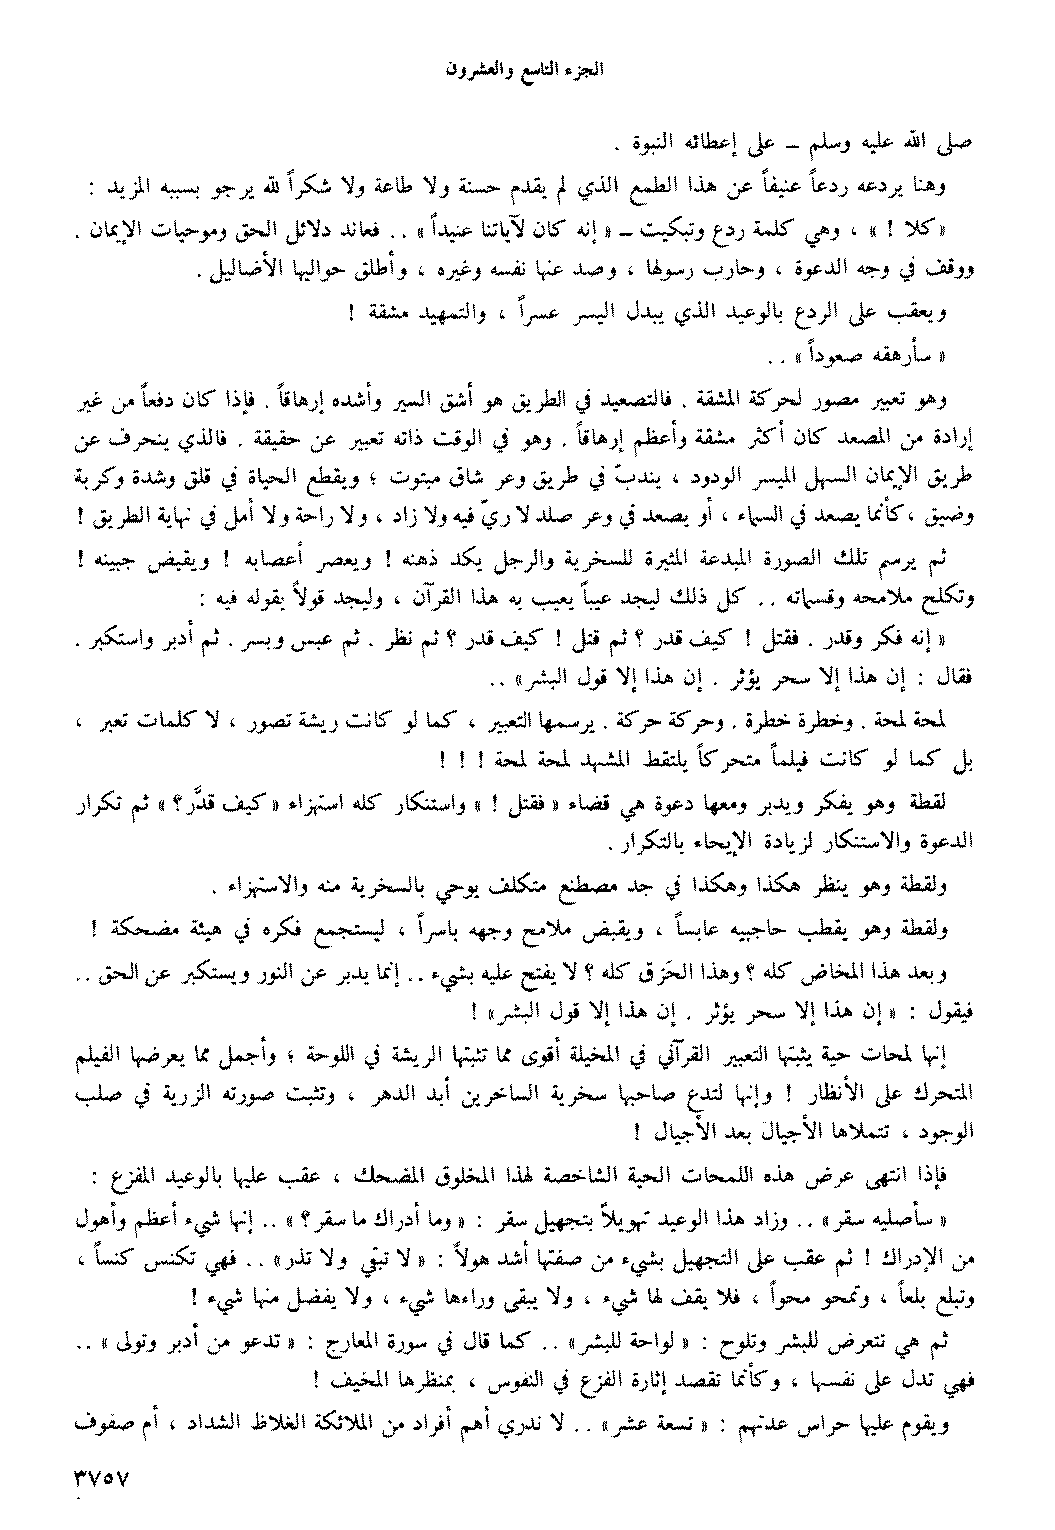 الجزء التاسع والعشرون
صلى الله عليه وسلم – على إعطائه النبوة .
وهنا يردعه ردعاً عنيفاً عن هذا الطمع الذي لم يقدم حسنة ولا طاعة ولا شكراً لله يرجو بسببه المزيد :
« كلا ! » ، وهي كلمة ردع وتبكيت – « إنه كان لآياتنا عنيداً » .. فعاند دلائل الحق وموحيات الإيمان .
ووقف في وجه الدعوة ، وحارب رسولها ، وصد عنها نفسه وغيره ، وأطلق حواليها الأضاليل .
ويعقب على الردع بالوعيد الذي يبدل اليسر عسراً ، والتمهيد مشقة !
« سأرهقه صعوداً » ..
وهو تعبير مصور لحركة المشقة . فالتصعيد في الطريق هو أشق السير وأشده إرهاقاً . فإذا كان دفعاً من غير
إرادة من المصعد كان أكثر مشقة وأعظم إرهاقاً . وهو في الوقت ذاته تعبير عن حقيقة . فالذي ينحرف عن
طريق الإيمان السهل الميسر الودود ، يندبّ في طريق وعر شاق مبتوت ؛ ويقطع الحياة في قلق وشدة وكربة
وضيق ، كأنما يصعد في السماء ، أو يصعد في وعر صلد لا ريّ فيه ولا زاد ، ولا راحة ولا أمل في نهاية الطريق !
ثم يرسم تلك الصورة المبدعة المثيرة للسخرية والرجل يكد ذهنه ! ويعصر أعصابه ! ويقبض جبينه !
وتكلح ملامحه وقسماته .. كل ذلك ليجد عيباً يعيب به هذا القرآن ، وليجد قولاً يقوله فيه :
« إنه فكر وقدر . فقتل ! كيف قدر ؟ ثم قتل ! كيف قدر ؟ ثم نظر . ثم عبس وبسر . ثم أدبر واستكبر .
فقال : إن هذا إلا سحر يؤثر . إن هذا إلا قول البشر » ..
لمحة لمحة . وخطرة خطرة . وحركة حركة . يرسمها التعبير ، كما لو كانت ريشة تصور ، لا كلمات تعبر ،
بل كما لو كانت فيلماً متحركاً يلتقط المشهد لمحة لمحة ! ! !
لقطة وهو يفكر ويدبر ومعها دعوة هي قضاء « فقتل ! » واستنكار كله استهزاء « كيف قدَّر ؟ » ثم تكرار
الدعوة والاستنكار لزيادة الإيحاء بالتكرار .
ولقطة وهو ينظر هكذا وهكذا في جد مصطنع متكلف يوحي بالسخرية منه والاستهزاء .
ولقطة وهو يقطب حاجبيه عابساً ، ويقبض ملامح وجهه باسراً ، ليستجمع فكره في هيئة مضحكة !
وبعد هذا المخاض كله ؟ وهذا الحَزق كله ؟ لا يفتح عليه بشيء .. إنما يدبر عن النور ويستكبر عن الحق ..
فيقول : « إن هذا إلا سحر يؤثر . إن هذا إلا قول البشر » !
إنها لمحات حية يثبتها التعبير القرآني في المخيلة أقوى مما تثبتها الريشة في اللوحة ؛ وأجمل مما يعرضها الفيلم
المتحرك على الأنظار ! وإنها لتدع صاحبها سخرية الساخرين أبد الدهر ، وتثبت صورته الزرية في صلب
الوجود ، تتملاها الأجيال بعد الأجيال !
فإذا انتهى عرض هذه اللمحات الحية الشاخصة لهذا المخلوق المضحك ، عقب عليها بالوعيد المفزع :
« سأصليه سقر » .. وزاد هذا الوعيد تهويلاً بتجهيل سقر : « وما أدراك ما سقر ؟ » .. إنها شيء أعظم وأهول
من الإدراك ! ثم عقب على التجهيل بشيء من صفتها أشد هولاً : « لا تبقي ولا تذر » .. فهي تكنس كنساً ،
وتبلع بلعاً ، وتمحو محواً ، فلا يقف لها شيء ، ولا يبقى وراءها شيء ، ولا يفضل منها شيء !
ثم هي تتعرض للبشر وتلوح : « لواحة للبشر » .. كما قال في سورة المعارج : « تدعو من أدبر وتولى » ..
فهي تدل على نفسها ، وكأنما تقصد إثارة الفزع في النفوس ، بمنظرها المخيف !
ويقوم عليها حراس عدتهم : « تسعة عشر » .. لا ندري أهم أفراد من الملائكة الغلاظ الشداد ، أم صفوف
٣٧٥٧